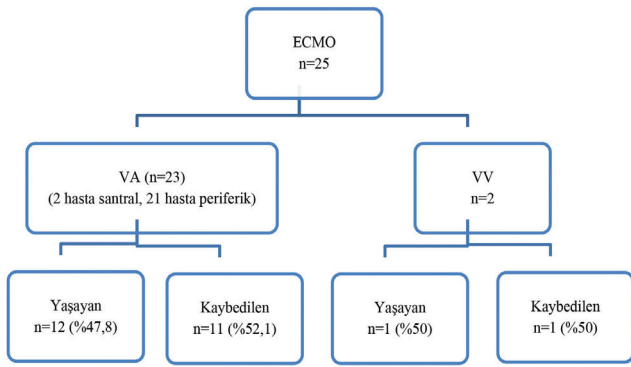 ECMO
n=25
VA (n=23)
(2 hasta santral, 21 hasta periferik)
VV
n=2
Yaşayan
n=12 (%47,8)
Kaybedilen
n=11 (%52,1)
Yaşayan
n=1 (%50)
Kaybedilen
n=1 (%50)